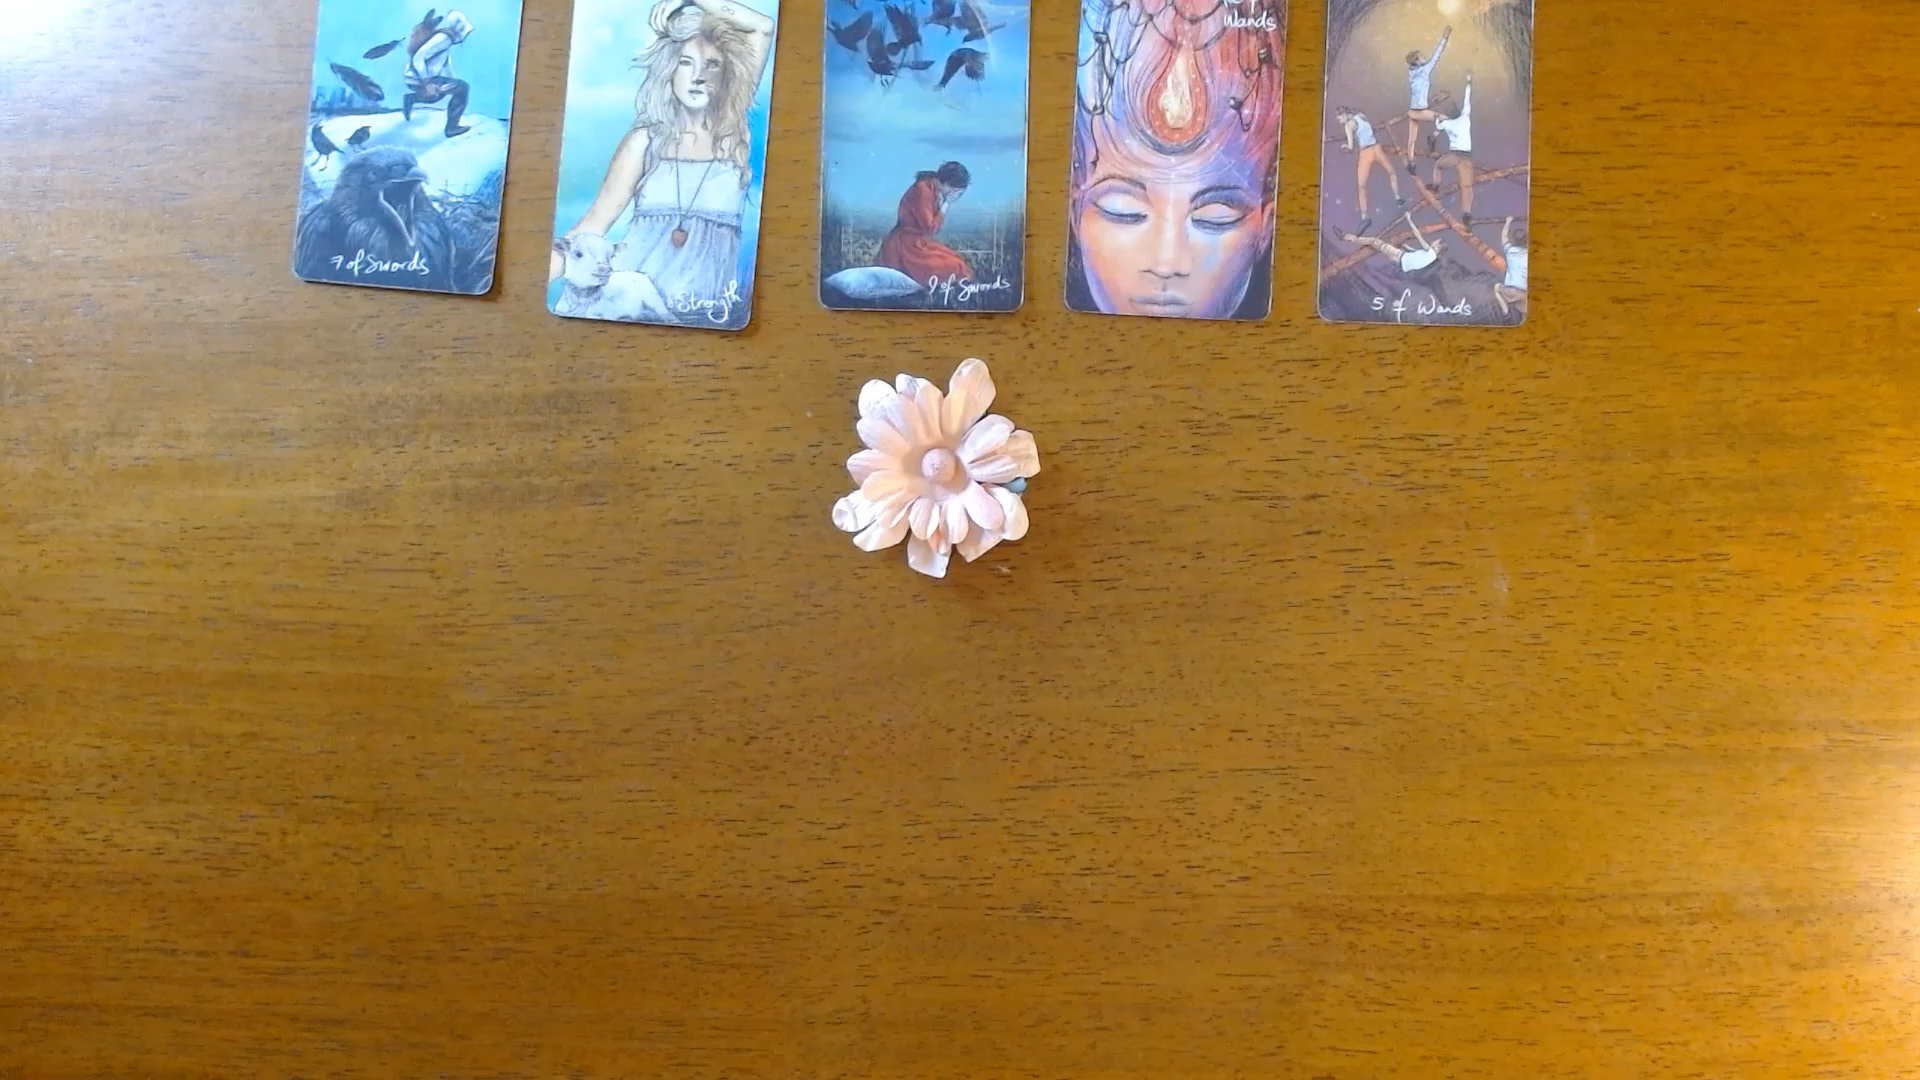 7 of Swords
Strength
9 of Swords
Wands
5 of Wands